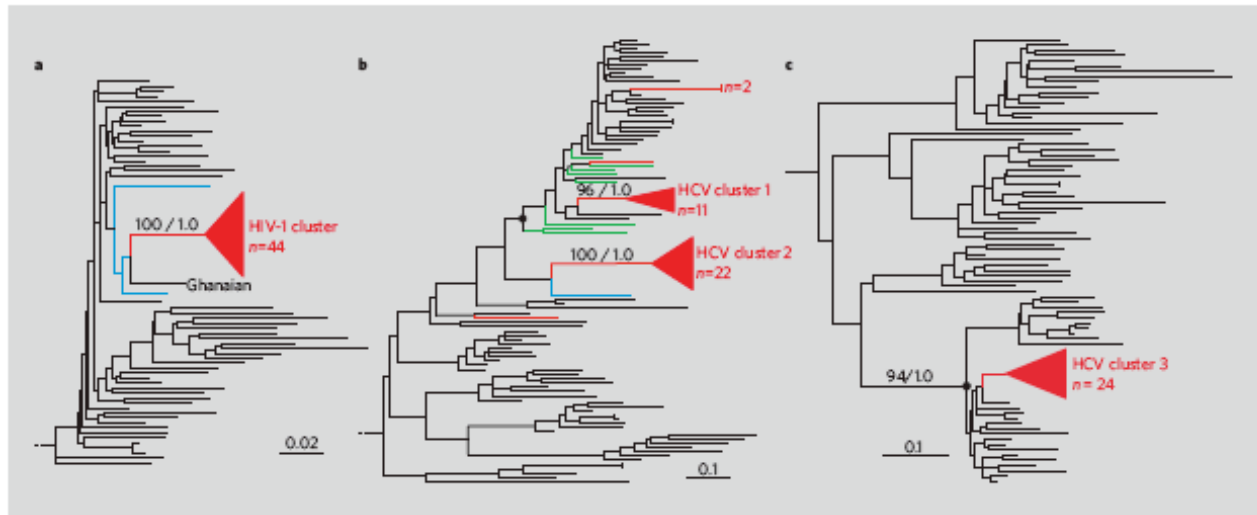 a
100 / 1.0
HIV-1 cluster
n=44
Ghanaian
0.02
b
n=2
96 / 1.0
HCV cluster 1
n=11
100 / 1.0
HCV cluster 2
n=22
0.1
c
94/1.0
HCV cluster 3
n = 24
0.1